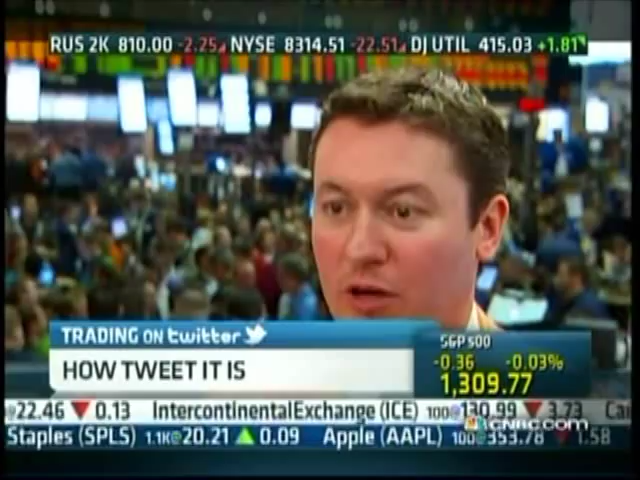 RUS 2K 810.00 -2.25 NYSE 8314.51 -22.51 DJ UTIL 415.03 +1.81
TRADING ON twitter
HOW TWEET IT IS
S&P 500
-0.36 -0.03%
1,309.77
@22.46 ▼ 0.13 IntercontinentalExchange (ICE) 100@130.99 ▼ 3.73 Ca
CNBC.com
Staples (SPLS) 1.1K@20.21 ▲ 0.09 Apple (AAPL) 100@353.78 ▼ 1.58